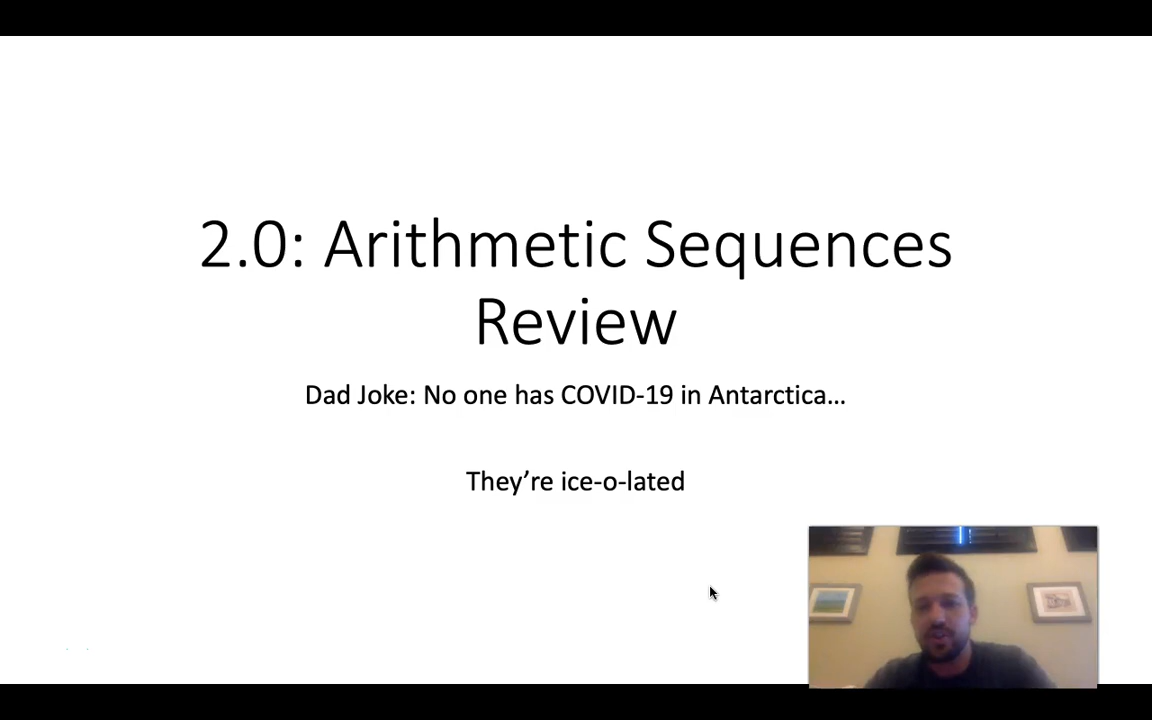 2.0: Arithmetic Sequences
Review
Dad Joke: No one has COVID-19 in Antarctica…
They’re ice-o-lated